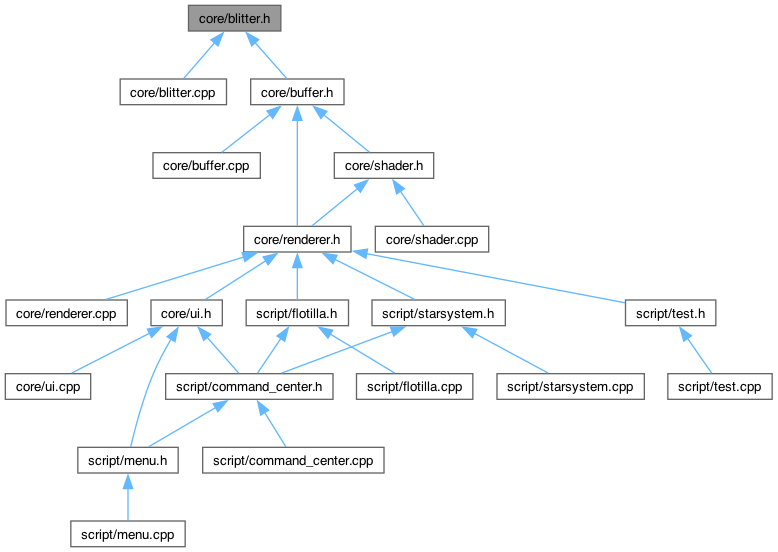 core/blitter.h
core/blitter.cpp
core/buffer.h
core/buffer.cpp
core/shader.h
core/renderer.h
core/shader.cpp
core/renderer.cpp
core/ui.h
script/flotilla.h
script/starsystem.h
script/test.h
core/ui.cpp
script/command_center.h
script/flotilla.cpp
script/starsystem.cpp
script/test.cpp
script/menu.h
script/command_center.cpp
script/menu.cpp